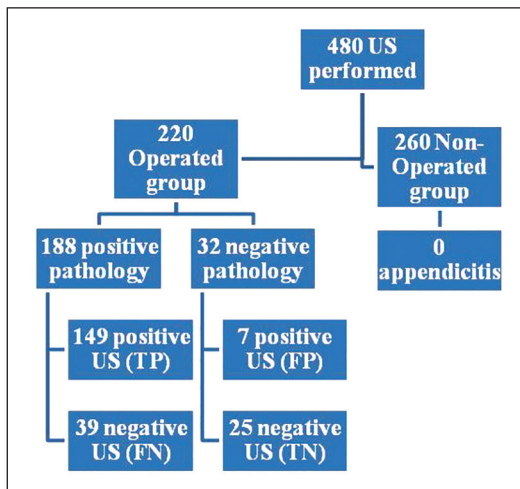 480 US
performed
220
Operated
group
260 Non-
Operated
group
188 positive
pathology
32 negative
pathology
0
appendicitis
149 positive
US (TP)
7 positive
US (FP)
39 negative
US (FN)
25 negative
US (TN)